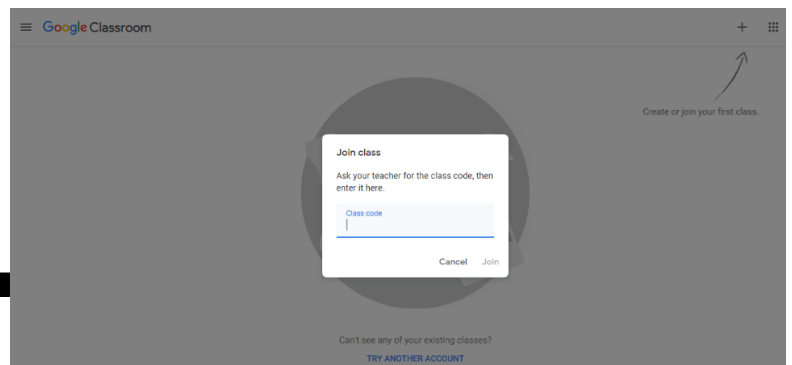 Google Classroom
Create or join your first class.
Join class
Ask your teacher for the class code, then
enter it here.
Class code
Cancel Join
Can't see any of your existing classes?
TRY ANOTHER ACCOUNT